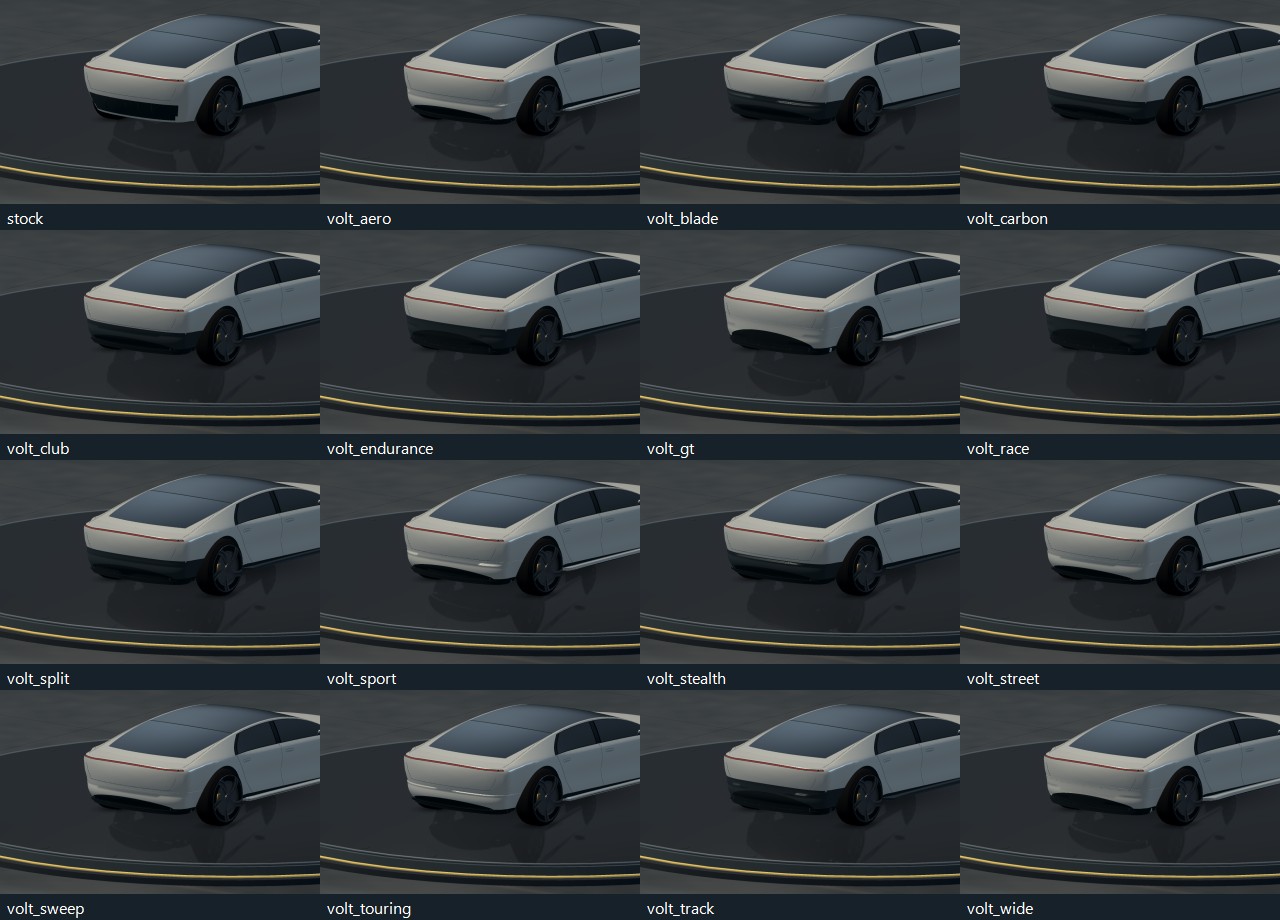 stock
volt_aero
volt_blade
volt_carbon
volt_club
volt_endurance
volt_gt
volt_race
volt_split
volt_sport
volt_stealth
volt_street
volt_sweep
volt_touring
volt_track
volt_wide